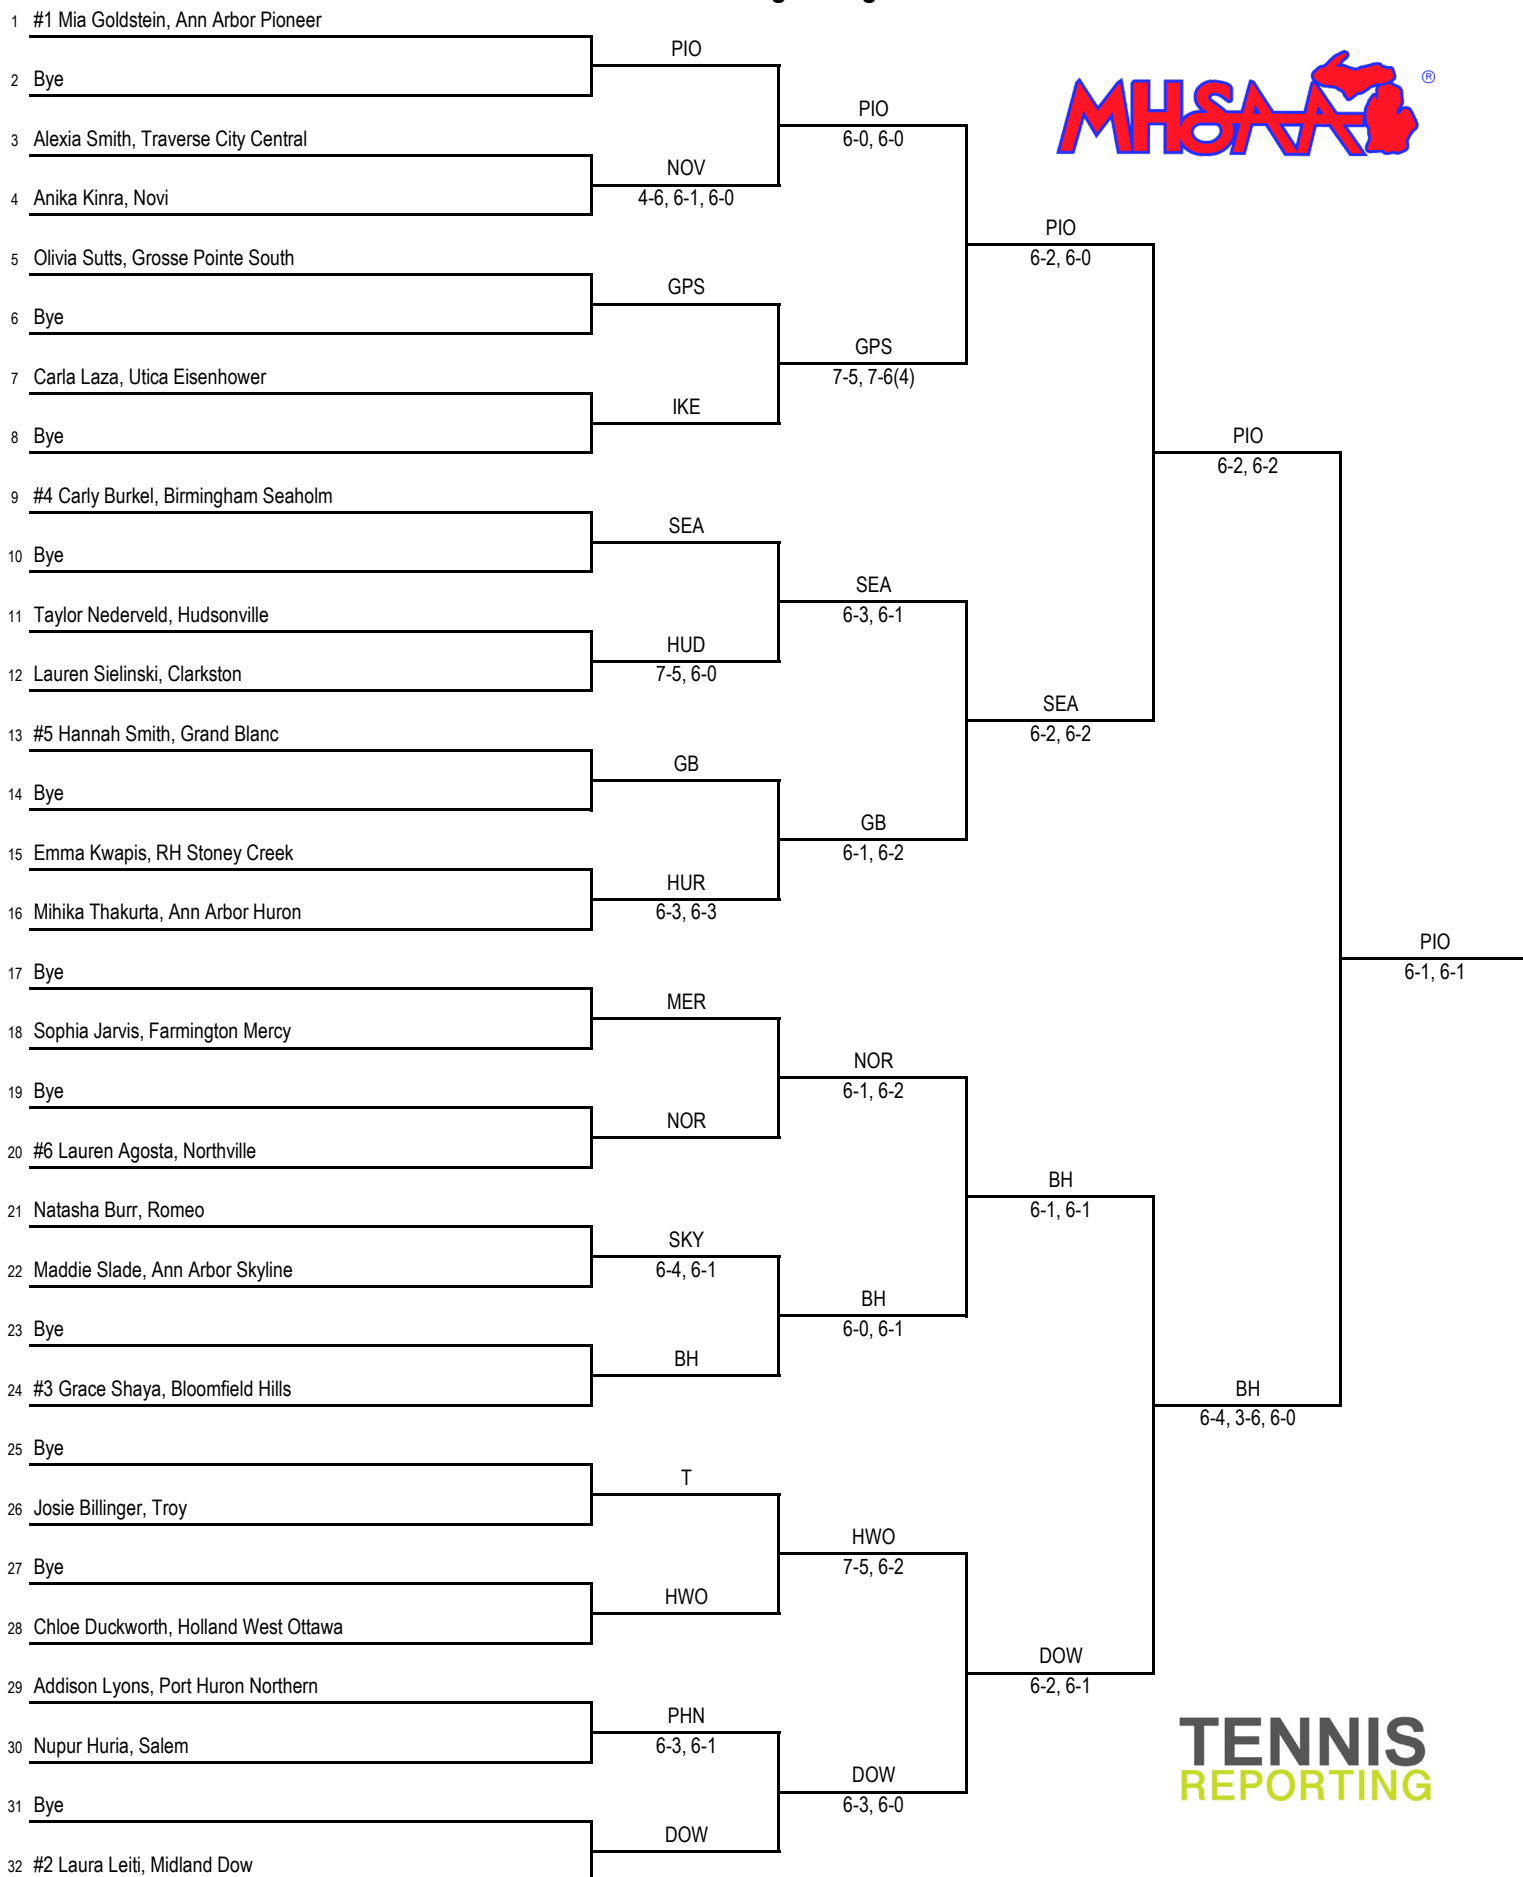 1 #1 Mia Goldstein, Ann Arbor Pioneer
2 Bye
3 Alexia Smith, Traverse City Central
4 Anika Kinra, Novi
5 Olivia Sutts, Grosse Pointe South
6 Bye
7 Carla Laza, Utica Eisenhower
8 Bye
9 #4 Carly Burkel, Birmingham Seaholm
10 Bye
11 Taylor Nederveld, Hudsonville
12 Lauren Sielinski, Clarkston
13 #5 Hannah Smith, Grand Blanc
14 Bye
15 Emma Kwapis, RH Stoney Creek
16 Mihika Thakurta, Ann Arbor Huron
17 Bye
18 Sophia Jarvis, Farmington Mercy
19 Bye
20 #6 Lauren Agosta, Northville
21 Natasha Burr, Romeo
22 Maddie Slade, Ann Arbor Skyline
23 Bye
24 #3 Grace Shaya, Bloomfield Hills
25 Bye
26 Josie Billinger, Troy
27 Bye
28 Chloe Duckworth, Holland West Ottawa
29 Addison Lyons, Port Huron Northern
30 Nupur Huria, Salem
31 Bye
32 #2 Laura Leiti, Midland Dow
PIO
NOV
4-6, 6-1, 6-0
GPS
IKE
SEA
HUD
7-5, 6-0
GB
HUR
6-3, 6-3
MER
NOR
SKY
6-4, 6-1
BH
T
HWO
PHN
6-3, 6-1
DOW
PIO
6-0, 6-0
GPS
7-5, 7-6(4)
SEA
6-3, 6-1
GB
6-1, 6-2
NOR
6-1, 6-2
BH
6-0, 6-1
HWO
7-5, 6-2
DOW
6-3, 6-0
PIO
6-2, 6-0
SEA
6-2, 6-2
BH
6-1, 6-1
DOW
6-2, 6-1
PIO
6-2, 6-2
BH
6-4, 3-6, 6-0
PIO
6-1, 6-1
MHSAA ®
TENNIS
REPORTING